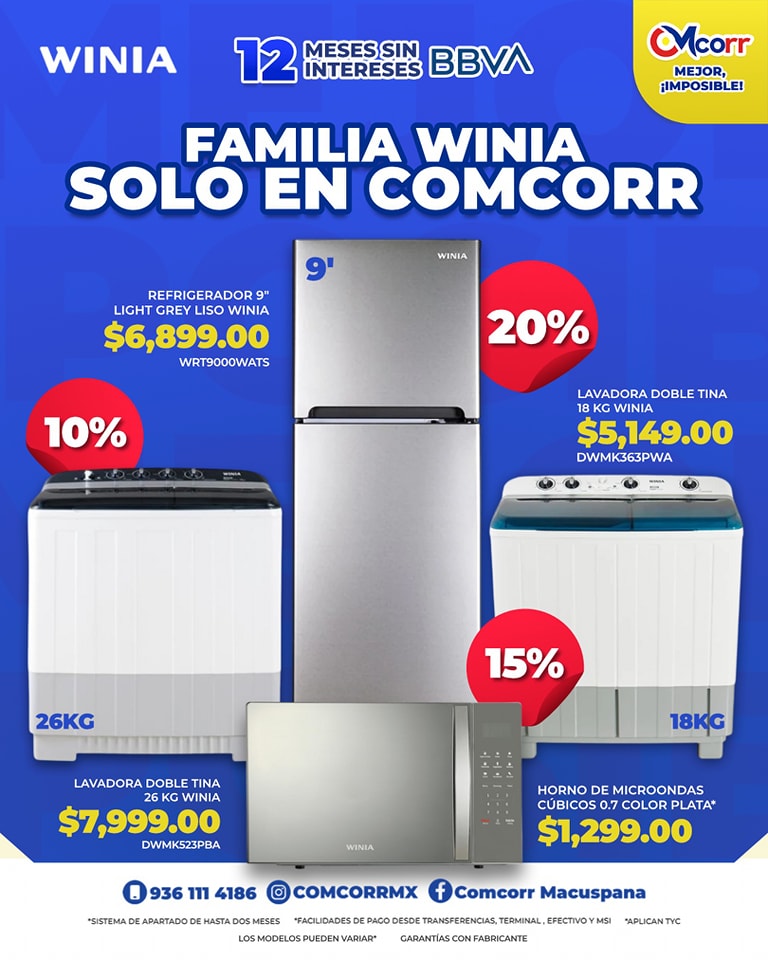 WINIA
12 MESES SIN INTERESES BBVA
COMcorr
MEJOR,
¡IMPOSIBLE!
FAMILIA WINIA
SOLO EN COMCORR
9'
WINIA
REFRIGERADOR 9"
LIGHT GREY LISO WINIA
$6,899.00
WRT9000WATS
20%
10%
LAVADORA DOBLE TINA
18 KG WINIA
$5,149.00
DWMK363PWA
WINIA
WINIA
15%
26KG
18KG
LAVADORA DOBLE TINA
26 KG WINIA
$7,999.00
DWMK523PBA
WINIA
HORNO DE MICROONDAS
CÚBICOS 0.7 COLOR PLATA*
$1,299.00
936 111 4186 COMCORRMX Comcorr Macuspana
*SISTEMA DE APARTADO DE HASTA DOS MESES *FACILIDADES DE PAGO DESDE TRANSFERENCIAS, TERMINAL , EFECTIVO Y MSI *APLICAN TYC
LOS MODELOS PUEDEN VARIAR* GARANTÍAS CON FABRICANTE